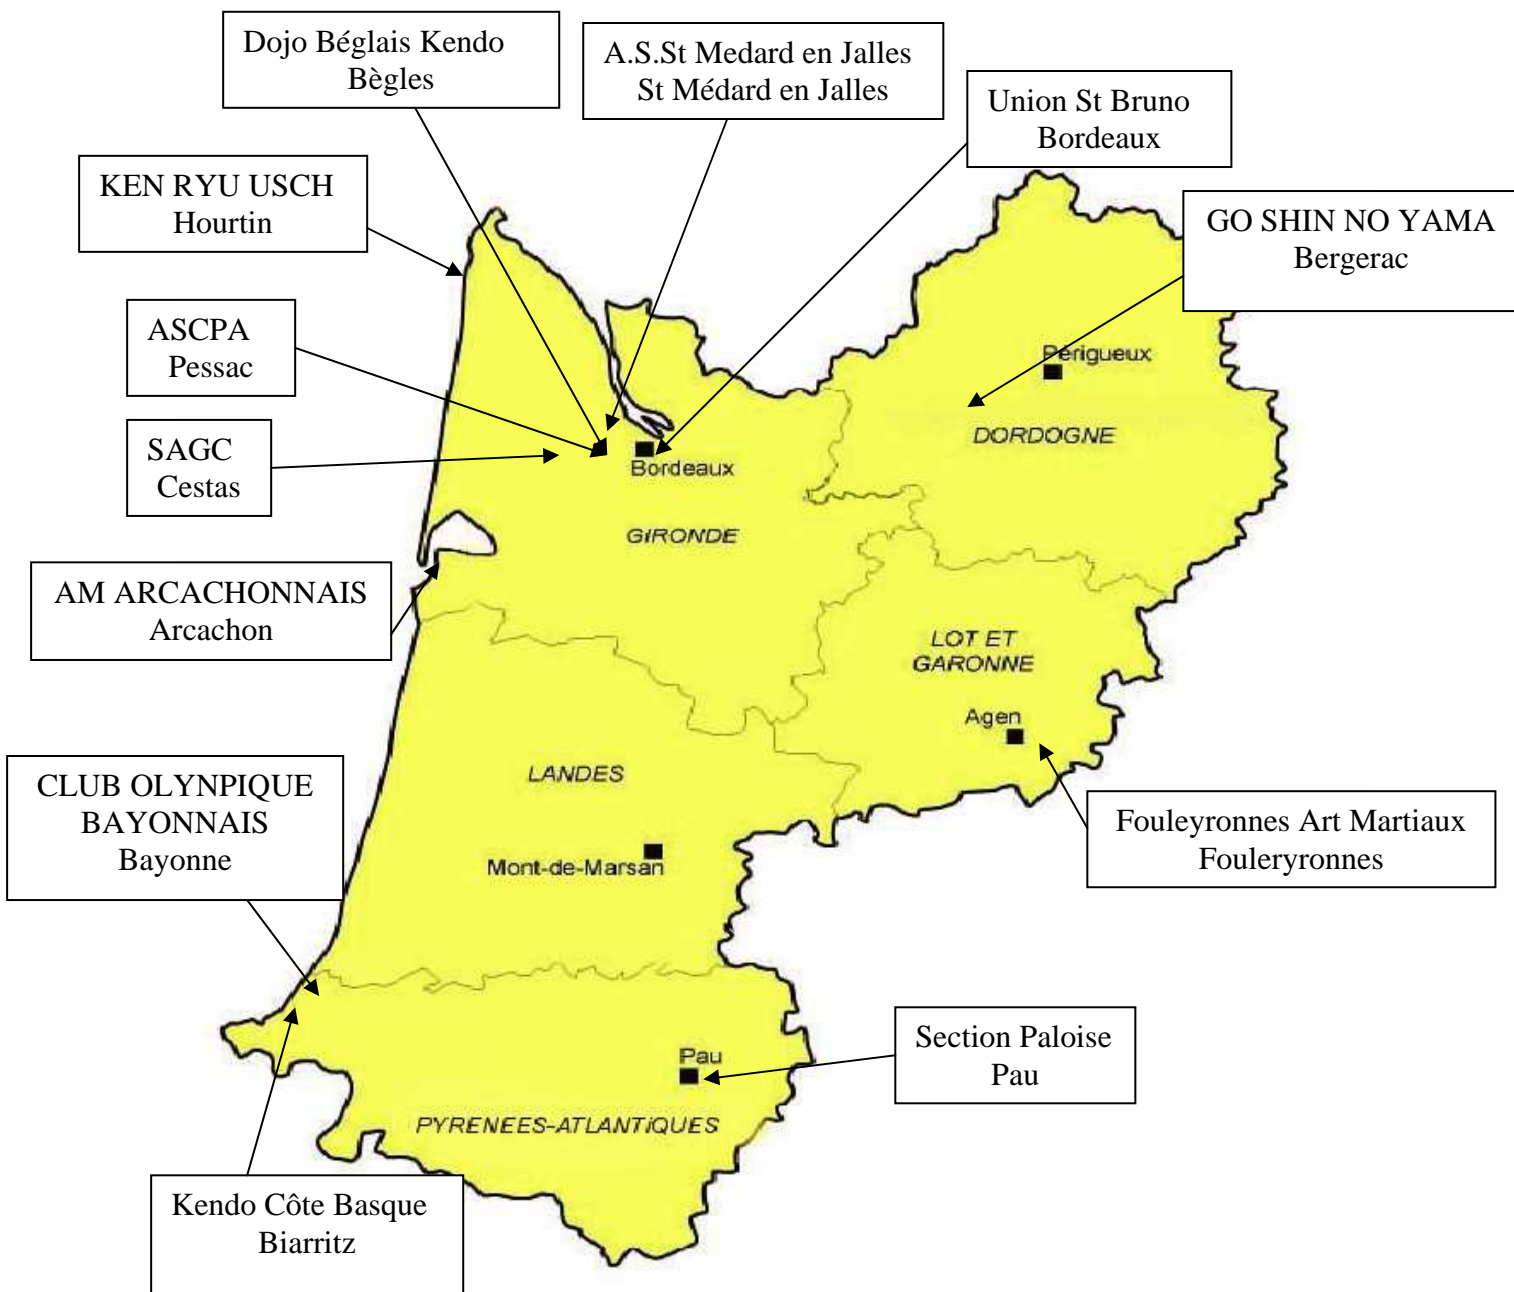 Dojo Béglais Kendo
Bègles
A.S.St Medard en Jalles
St Médard en Jalles
Union St Bruno
Bordeaux
KEN RYU USCH
Hourtin
GO SHIN NO YAMA
Bergerac
ASCPA
Pessac
Périgueux
DORDOGNE
SAGC
Cestas
Bordeaux
GIRONDE
AM ARCACHONNAIS
Arcachon
LOT ET
GARONNE
Agen
LANDES
CLUB OLYNPIQUE
BAYONNAIS
Bayonne
Fouleyronnes Art Martiaux
Fouleryronnes
Mont-de-Marsan
Section Paloise
Pau
Pau
PYRENEES-ATLANTiQUES
Kendo Côte Basque
Biarritz